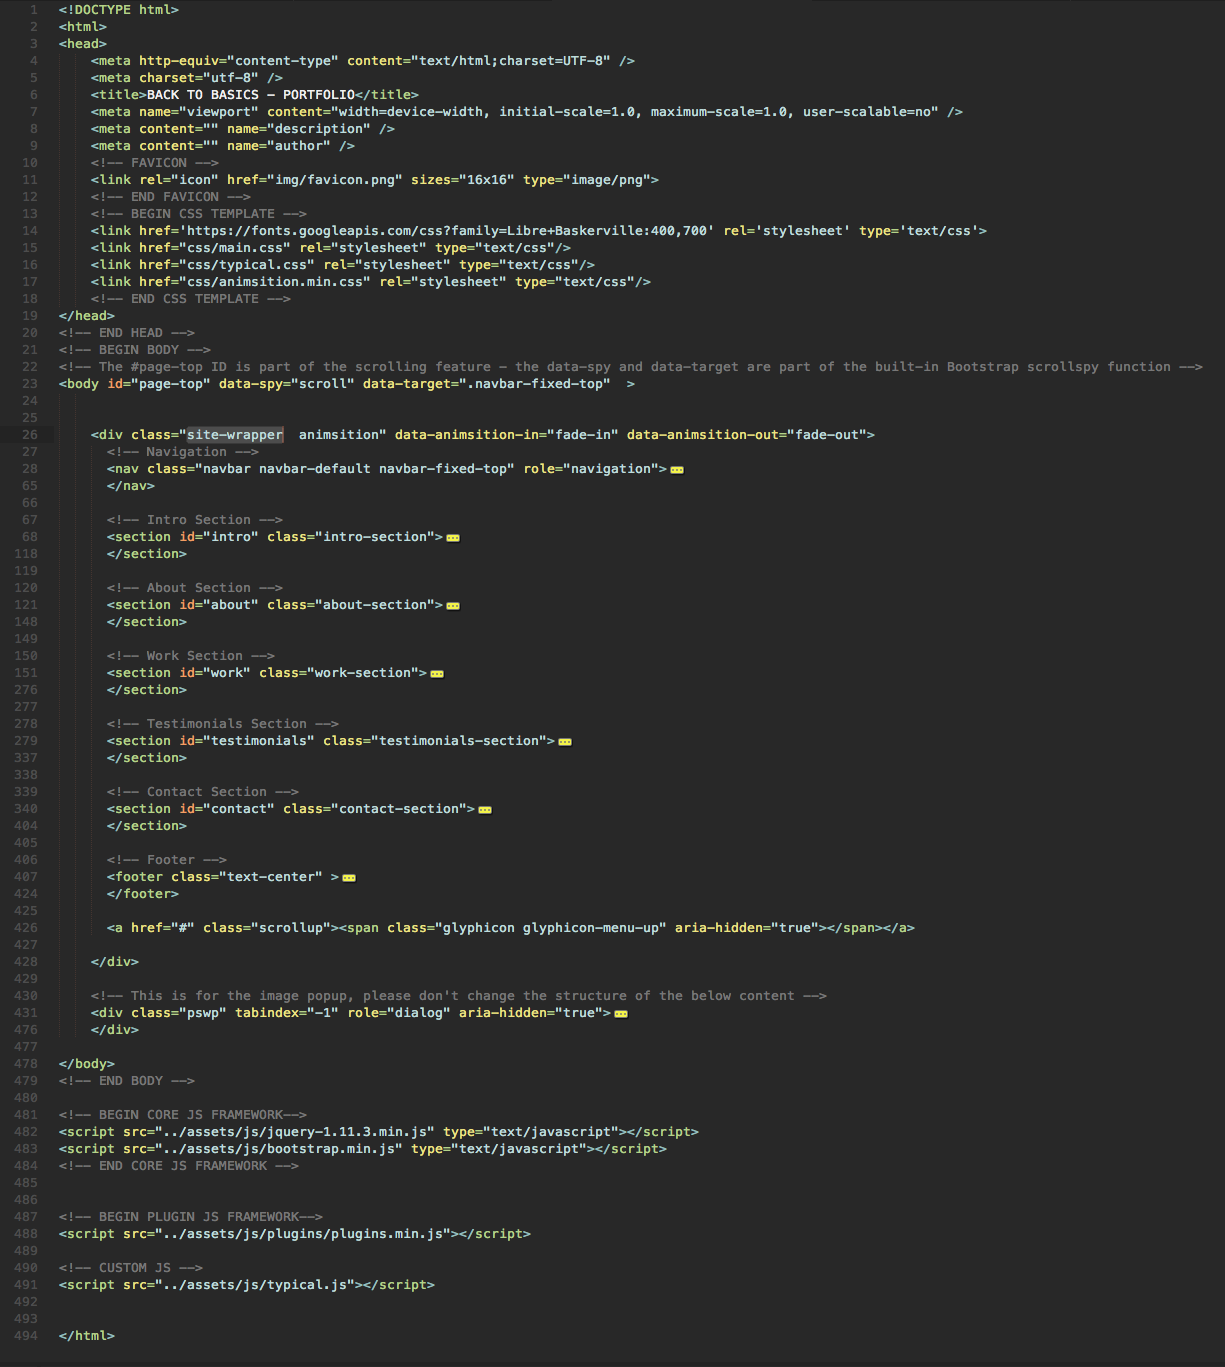 1 <!DOCTYPE html>
2 <html>
3 <head>
4 <meta http-equiv="content-type" content="text/html;charset=UTF-8" />
5 <meta charset="utf-8" />
6 <title>BACK TO BASICS - PORTFOLIO</title>
7 <meta name="viewport" content="width=device-width, initial-scale=1.0, maximum-scale=1.0, user-scalable=no" />
8 <meta content="" name="description" />
9 <meta content="" name="author" />
10 <!-- FAVICON -->
11 <link rel="icon" href="img/favicon.png" sizes="16x16" type="image/png">
12 <!-- END FAVICON -->
13 <!-- BEGIN CSS TEMPLATE -->
14 <link href='https://fonts.googleapis.com/css?family=Libre+Baskerville:400,700' rel='stylesheet' type='text/css'>
15 <link href="css/main.css" rel="stylesheet" type="text/css"/>
16 <link href="css/typical.css" rel="stylesheet" type="text/css"/>
17 <link href="css/animsition.min.css" rel="stylesheet" type="text/css"/>
18 <!-- END CSS TEMPLATE -->
19 </head>
20 <!-- END HEAD -->
21 <!-- BEGIN BODY -->
22 <!-- The #page-top ID is part of the scrolling feature - the data-spy and data-target are part of the built-in Bootstrap scrollspy function -->
23 <body id="page-top" data-spy="scroll" data-target=".navbar-fixed-top"  >
24
25
26 <div class="site-wrapper  animsition" data-animsition-in="fade-in" data-animsition-out="fade-out">
27 <!-- Navigation -->
28 <nav class="navbar navbar-default navbar-fixed-top" role="navigation">
65 </nav>
66
67 <!-- Intro Section -->
68 <section id="intro" class="intro-section">
118 </section>
119
120 <!-- About Section -->
121 <section id="about" class="about-section">
148 </section>
149
150 <!-- Work Section -->
151 <section id="work" class="work-section">
276 </section>
277
278 <!-- Testimonials Section -->
279 <section id="testimonials" class="testimonials-section">
337 </section>
338
339 <!-- Contact Section -->
340 <section id="contact" class="contact-section">
404 </section>
405
406 <!-- Footer -->
407 <footer class="text-center" >
424 </footer>
425
426 <a href="#" class="scrollup"><span class="glyphicon glyphicon-menu-up" aria-hidden="true"></span></a>
427
428 </div>
429
430 <!-- This is for the image popup, please don't change the structure of the below content -->
431 <div class="pswp" tabindex="-1" role="dialog" aria-hidden="true">
476 </div>
477
478 </body>
479 <!-- END BODY -->
480
481 <!-- BEGIN CORE JS FRAMEWORK-->
482 <script src="../assets/js/jquery-1.11.3.min.js" type="text/javascript"></script>
483 <script src="../assets/js/bootstrap.min.js" type="text/javascript"></script>
484 <!-- END CORE JS FRAMEWORK -->
485
486
487 <!-- BEGIN PLUGIN JS FRAMEWORK-->
488 <script src="../assets/js/plugins/plugins.min.js"></script>
489
490 <!-- CUSTOM JS -->
491 <script src="../assets/js/typical.js"></script>
492
493
494 </html>